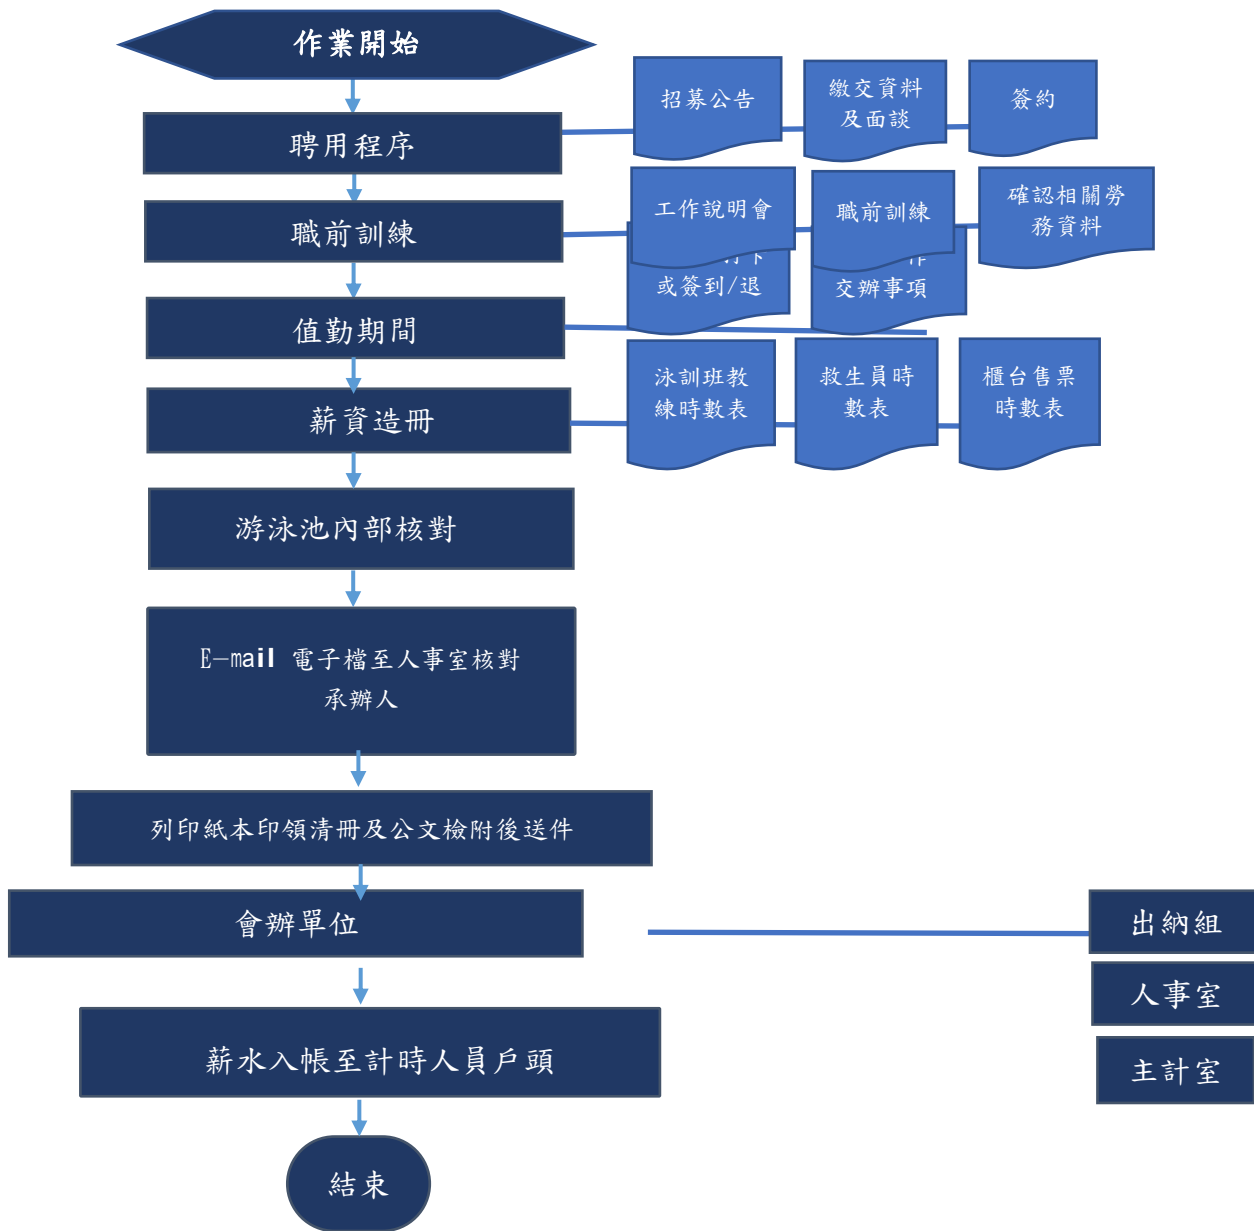 作業開始
招募公告
繳交資料
及面談
簽約
聘用程序
工作說明會
職前訓練
確認相關勞
務資料
職前訓練
或簽到/退
交辦事項
值勤期間
泳訓班教
練時數表
救生員時
數表
櫃台售票
時數表
薪資造冊
游泳池內部核對
E-mail 電子檔至人事室核對
承辦人
列印紙本印領清冊及公文檢附後送件
會辦單位
出納組
人事室
主計室
薪水入帳至計時人員戶頭
結束